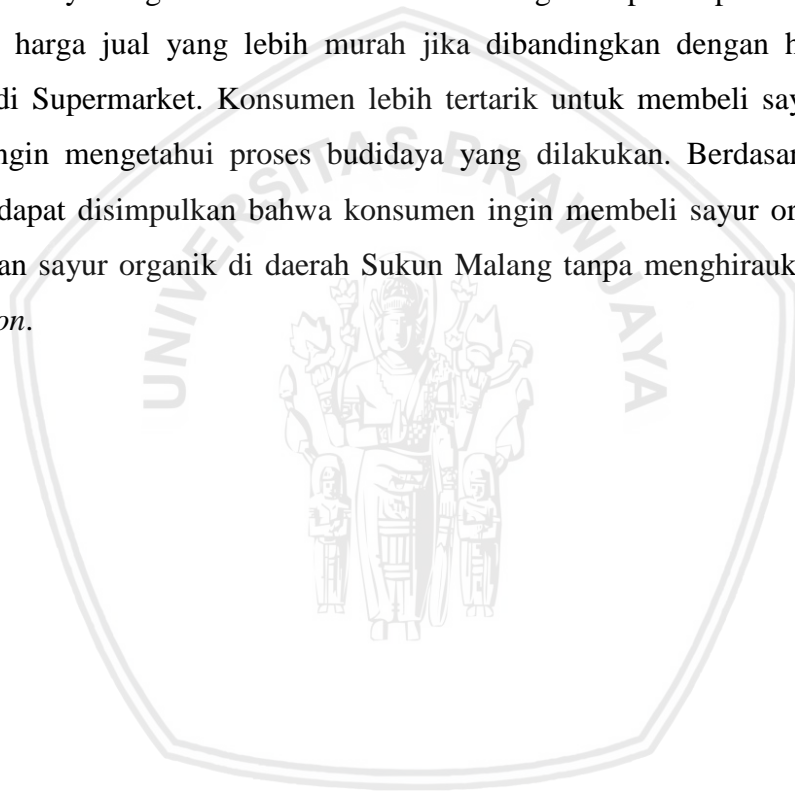 harga jual yang lebih murah jika dibandingkan dengan h
di Supermarket. Konsumen lebih tertarik untuk membeli say
ngin mengetahui proses budidaya yang dilakukan. Berdasar
dapat disimpulkan bahwa konsumen ingin membeli sayur or
an sayur organik di daerah Sukun Malang tanpa menghirauk
on.
UNIVERSITAS BRAWIJAYA